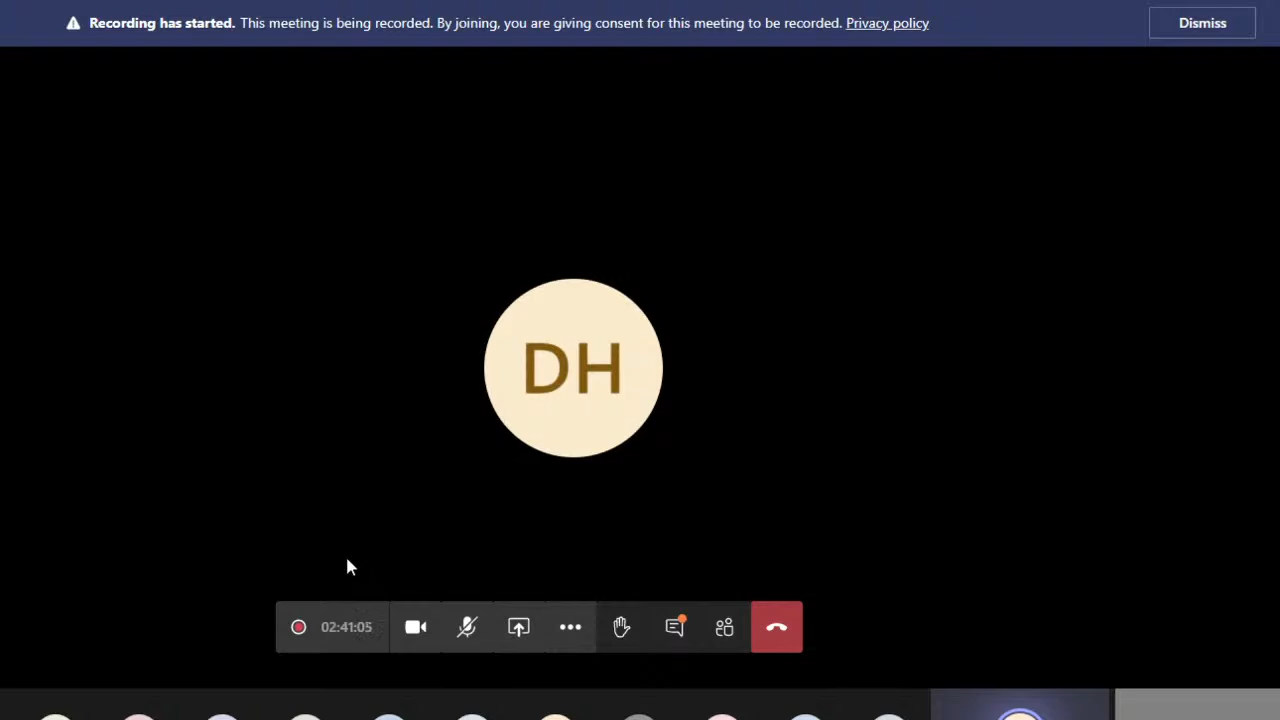 Recording has started. This meeting is being recorded. By joining, you are giving consent for this meeting to be recorded. Privacy policy
Dismiss
DH
02:41:05